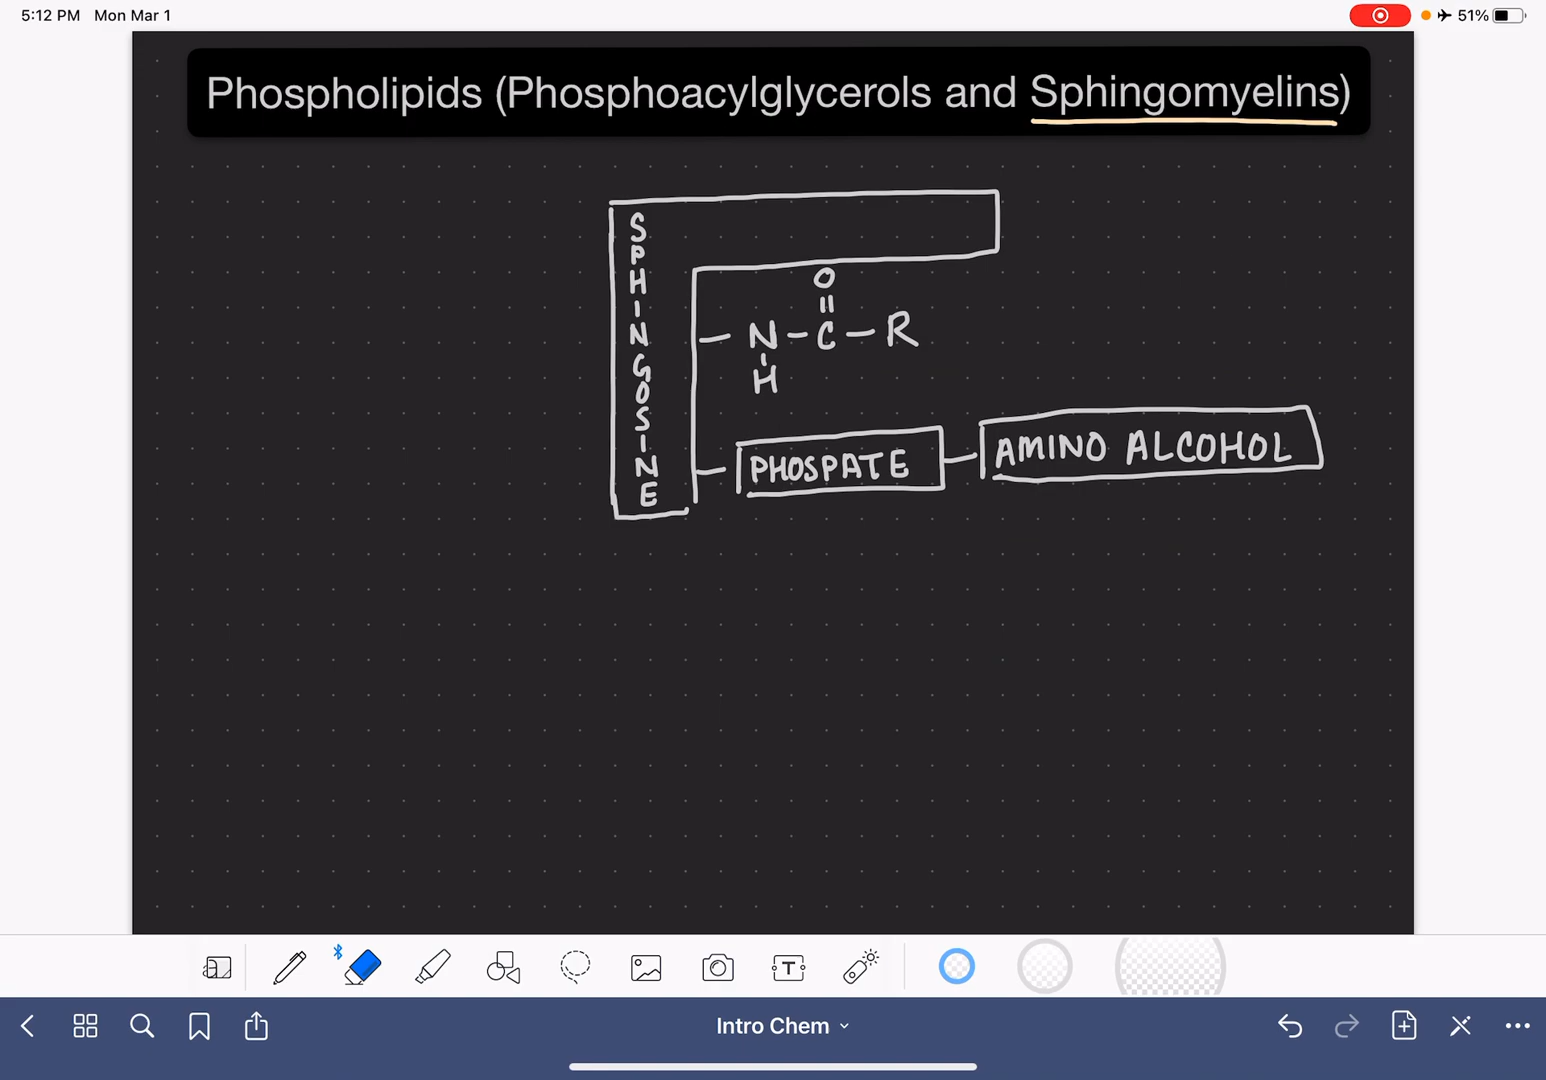 5:12 PM Mon Mar 1
51%
Phospholipids (Phosphoacylglycerols and Sphingomyelins)
SPHINGOSINE
O
N - C - R
H
PHOSPATE
AMINO ALCOHOL
a
T
Intro Chem